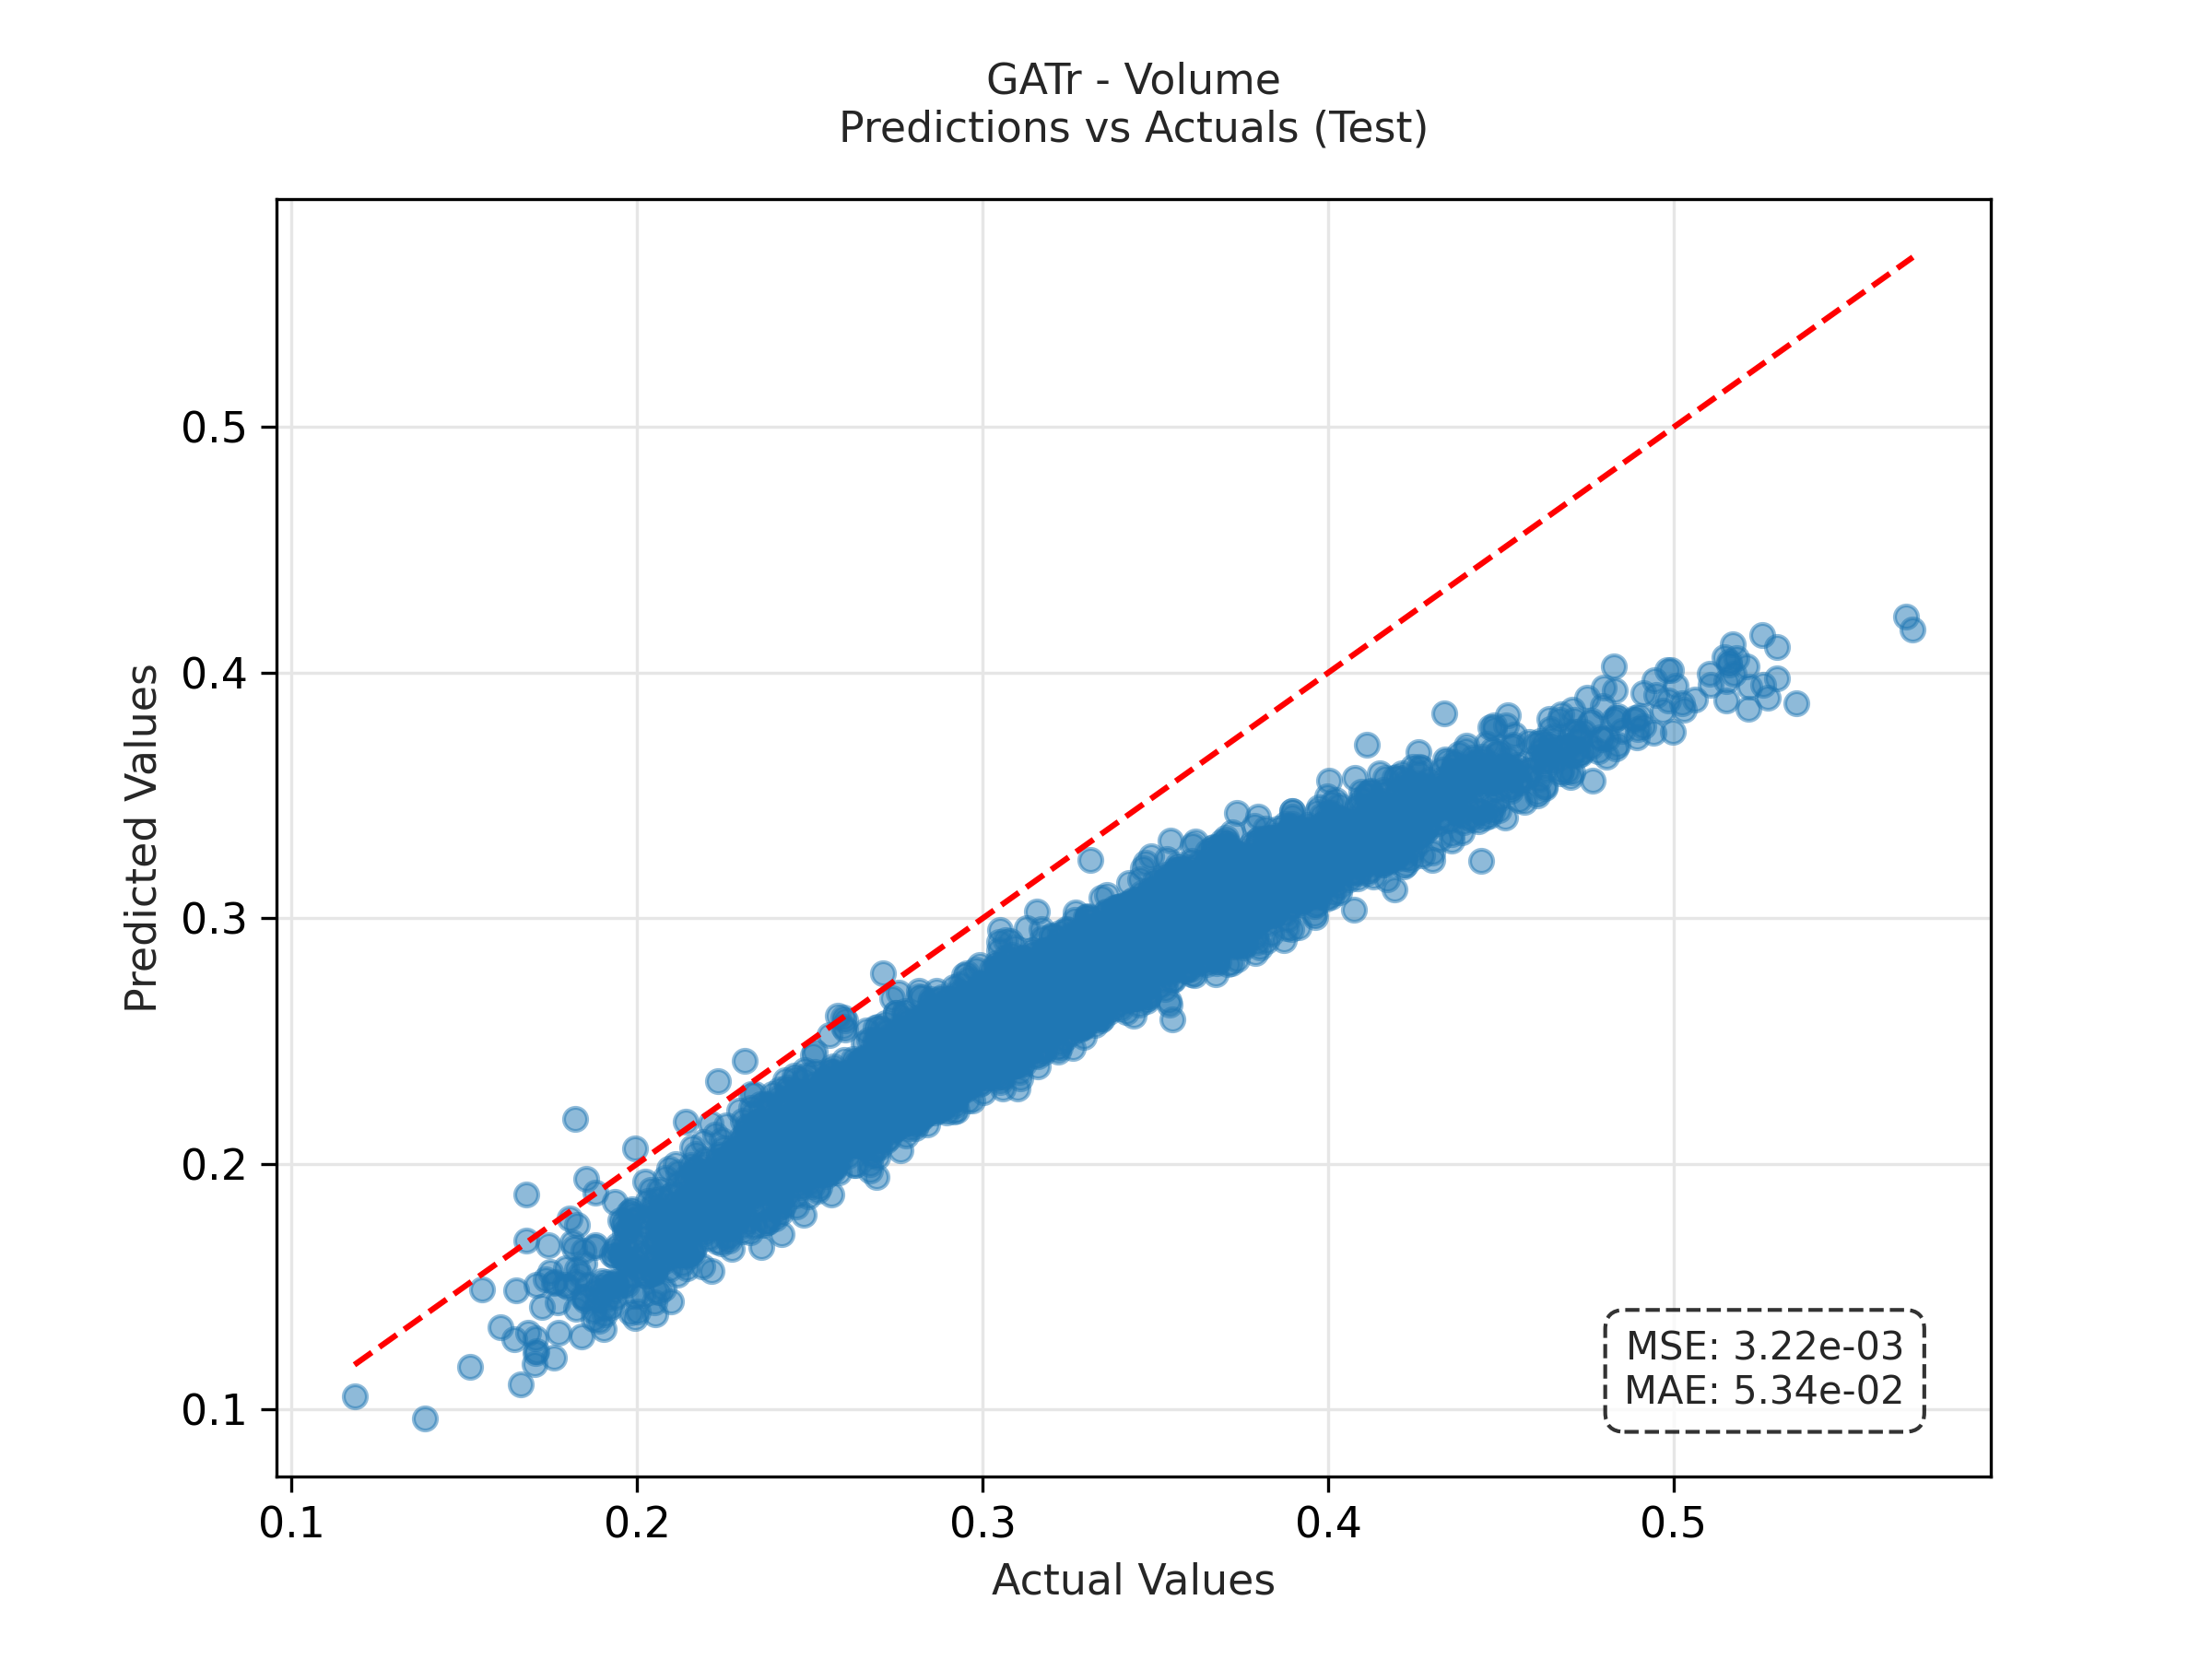 GATr - Volume
Predictions vs Actuals (Test)
Predicted Values
0.5
0.4
0.3
0.2
0.1
MSE: 3.22e-03
MAE: 5.34e-02
0.1 0.2 0.3 0.4 0.5
Actual Values